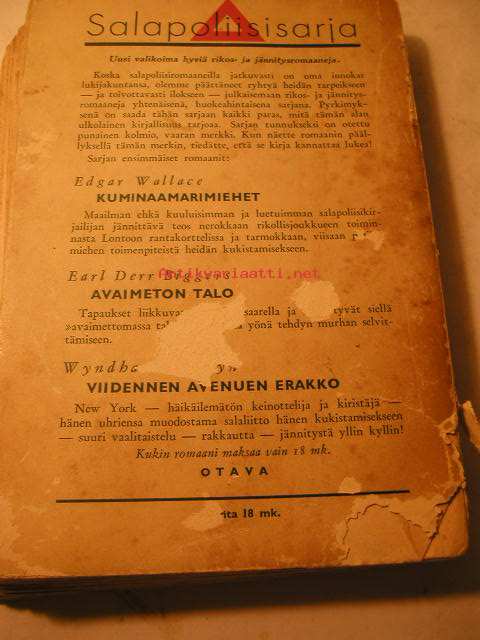 Salapoliisisarja
Uusi valikoima hyviä rikos- ja jännitysromaaneja.
Koska salapoliisiromaaneilla jatkuvasti on oma innokas
lukijakuntansa, olemme päättäneet ryhtyä heidän tarpeikseen
— ja toivottavasti ilokseen — julkaisemaan rikos- ja jännitys-
romaaneja yhtenäisenä, huokeahintaisena sarjana. Pyrkimyk-
senä on saada tähän sarjaan kaikki paras, mitä tämän alan
ulkolainen kirjallisuus tarjoaa. Sarjan tunnukseksi on otettu
punainen kolmio, vaaran merkki. Kun näette romaanin pääl-
lyksellä tämän merkin, tiedätte, että se kirja kannattaa lukea!
Sarjan ensimmäiset romaanit:
Edgar Wallace
KUMINAAMARIMIEHET
Maailman ehkä kuuluisimman ja luetuimman salapoliisikir-
jailijan jännittävä teos nerokkaan rikollisjoukkueen toimin-
nasta Lontoon rantakorttelissa ja tarmokkaan, viisaan
miehen toimenpiteistä heidän kukistamisekseen.
Earl Derr Biggers
antikvariaatti.net
AVAIMETON TALO
Tapaukset liikkuva saarella ja tyvät siellä
»avaimettomassa ta yönä tehdyn murhan selvit-
tämiseen.
Wyndha
VIIDENNEN AVENUEN ERAKKO
New York — häikäilemätön keinottelija ja kiristäjä —
hänen uhriensa muodostama salaliitto hänen kukistamisekseen
— suuri vaalitaistelu — rakkautta — jännitystä yllin kyllin!
Kukin romaani maksaa vain 18 mk.
OTAVA
ita 18 mk.